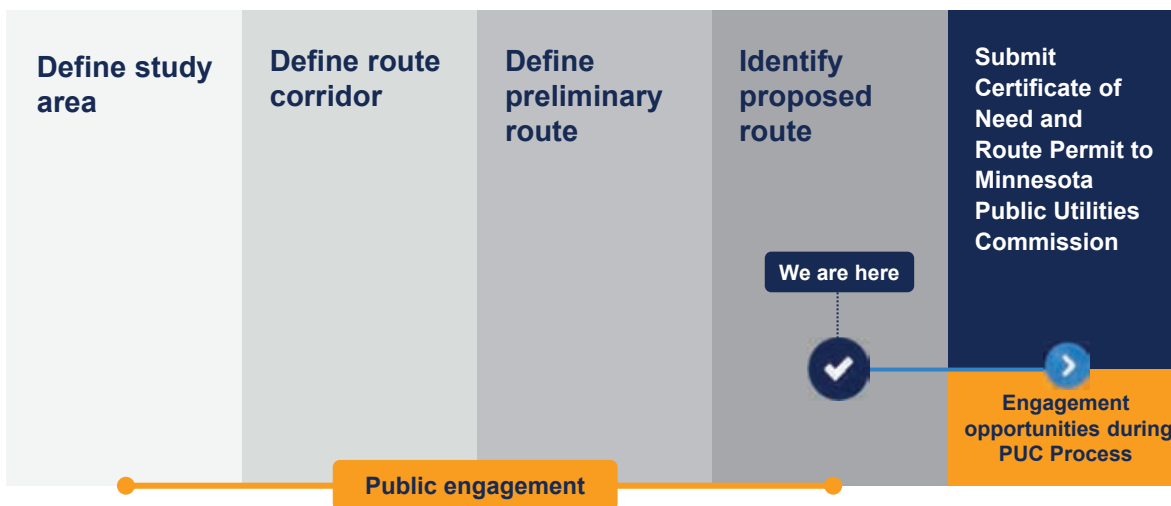 Define study
area
Define route
corridor
Define
preliminary
route
Identify
proposed
route
Submit
Certificate of
Need and
Route Permit to
Minnesota
Public Utilities
Commission
We are here
Engagement
opportunities during
PUC Process
Public engagement